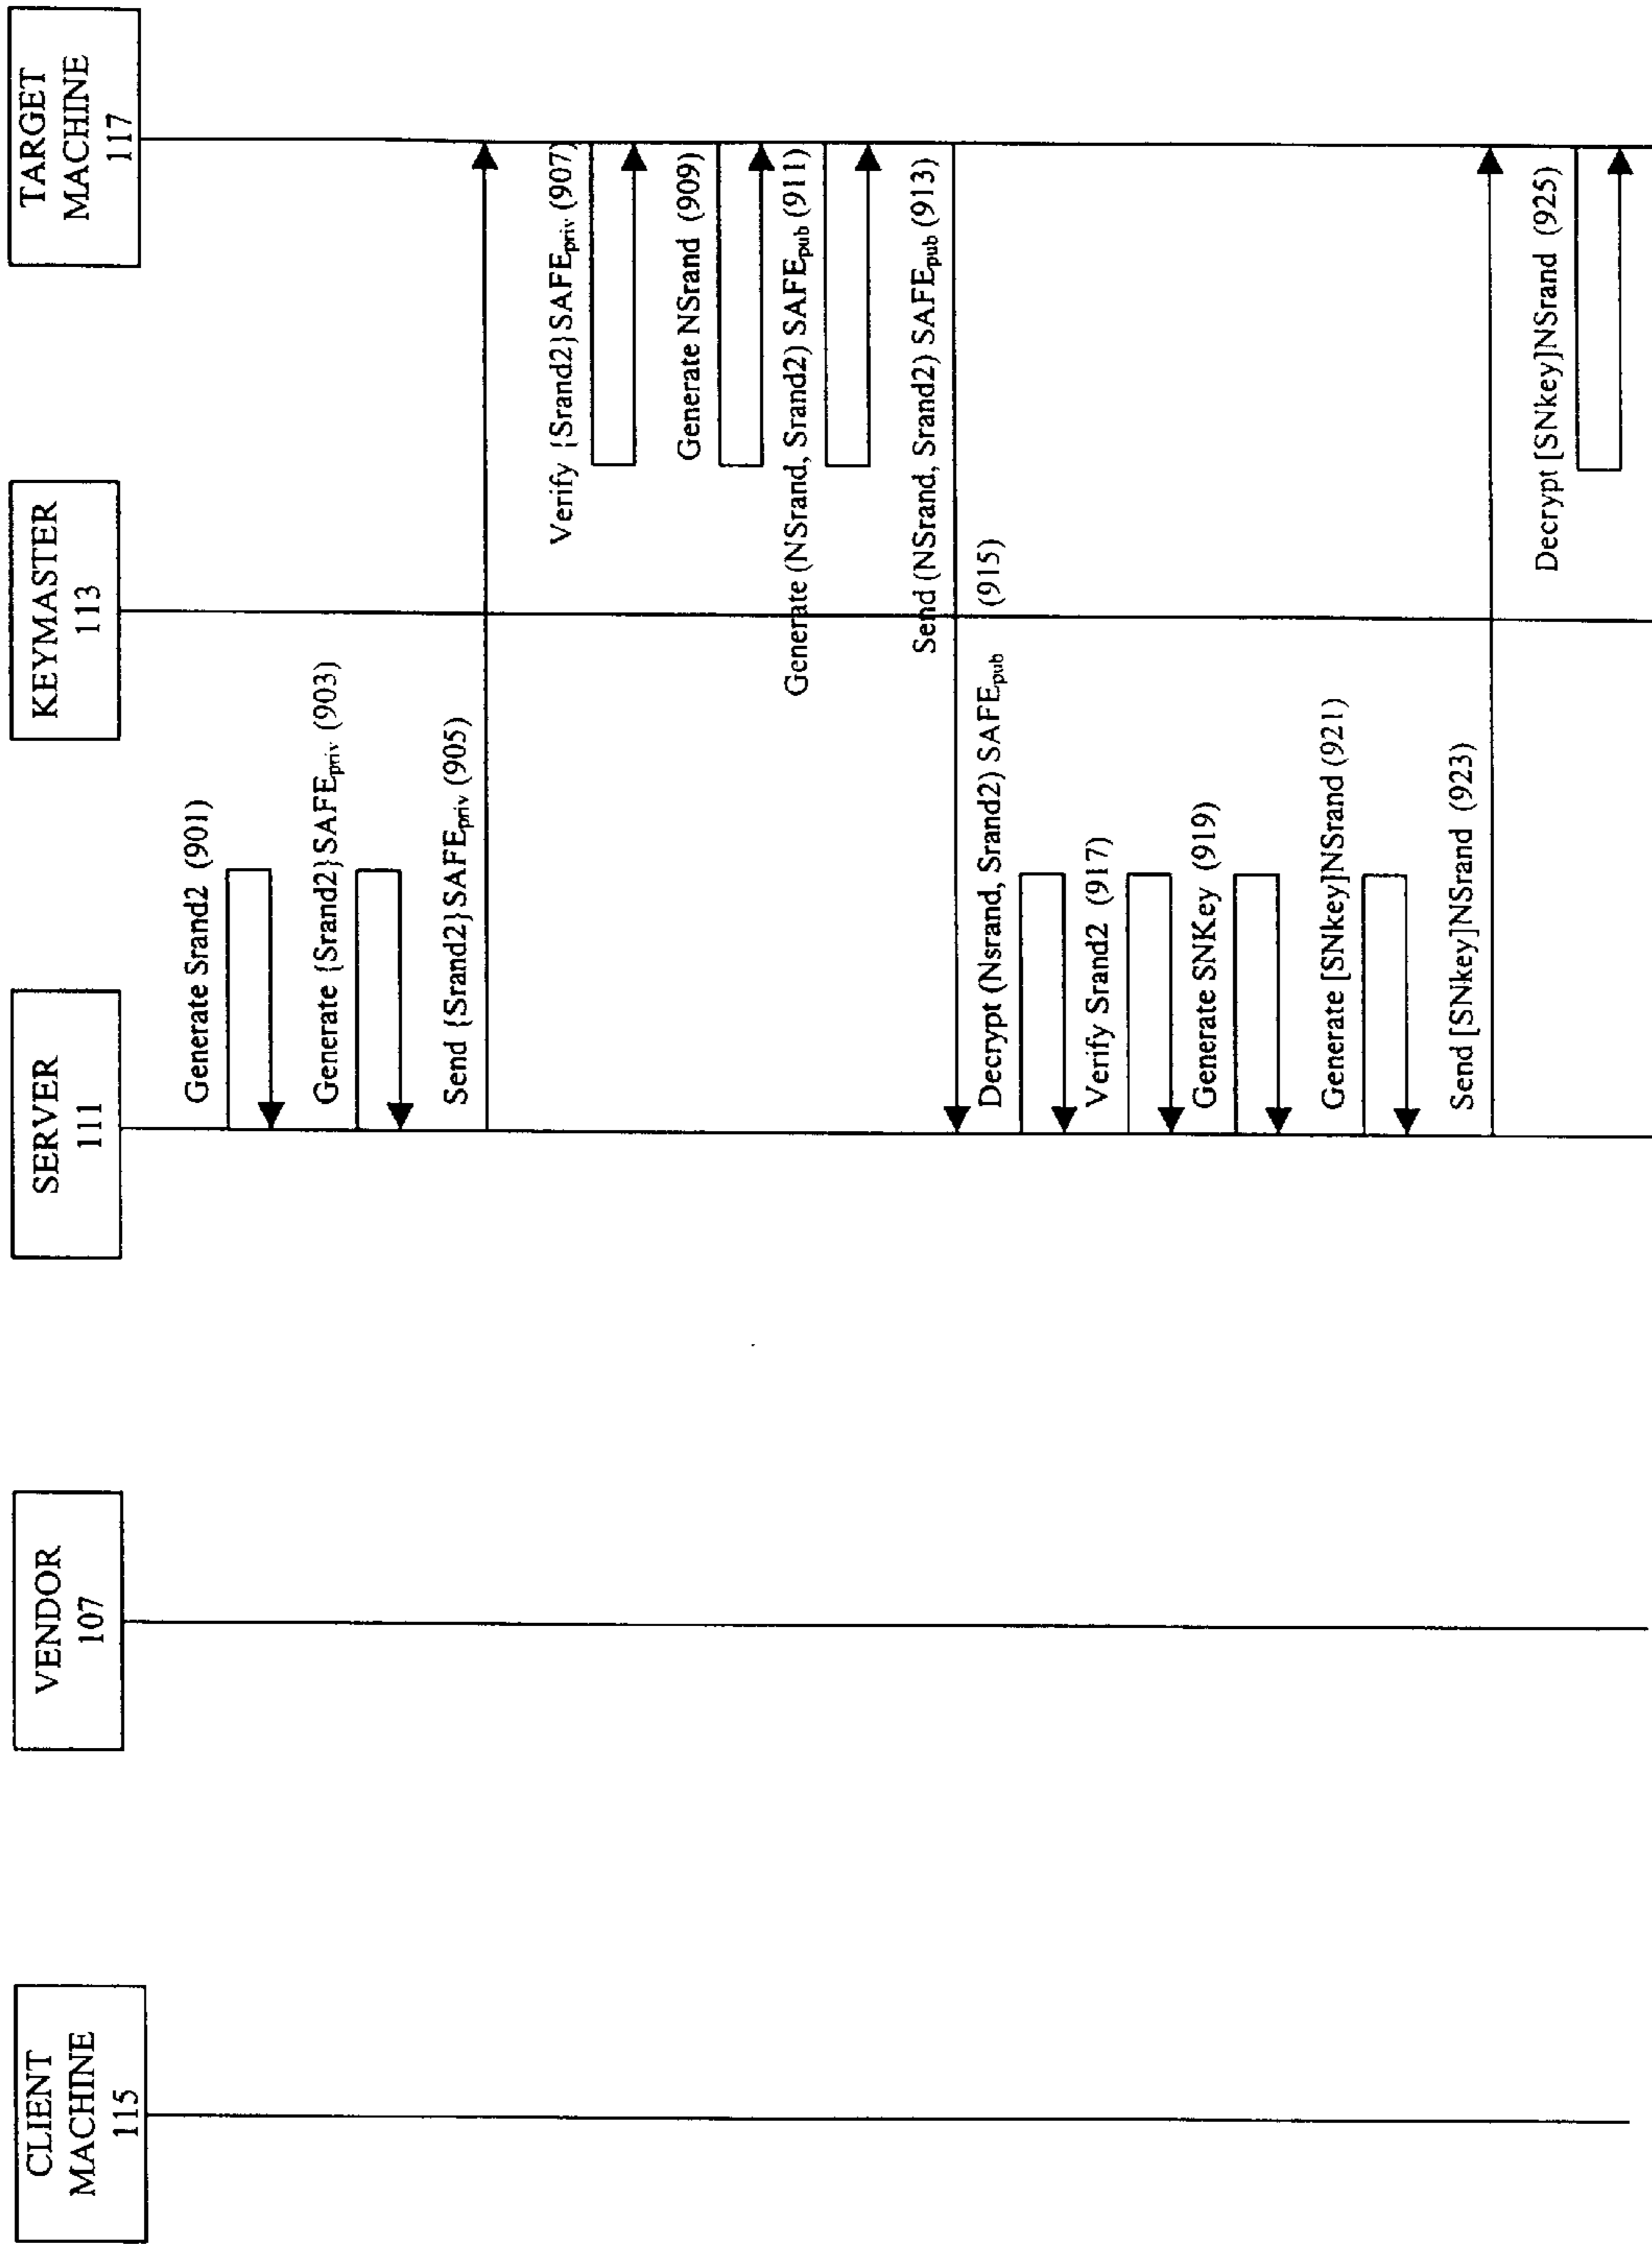 CLIENT
MACHINE
115
VENDOR
107
SERVER
111
KEYMASTER
113
TARGET
MACHINE
117
Generate Srand2 (901)
Generate {Srand2}SAFEpriv (903)
Send {Srand2}SAFEpriv (905)
Verify {Srand2}SAFEpriv (907)
Generate NSrand (909)
Generate (NSrand, Srand2) SAFEpub (911)
Send (NSrand, Srand2) SAFEpub (913)
Decrypt (Nsrand, Srand2) SAFEpub (915)
Verify Srand2 (917)
Generate SNKey (919)
Generate [SNkey]NSrand (921)
Send [SNkey]NSrand (923)
Decrypt [SNkey]NSrand (925)